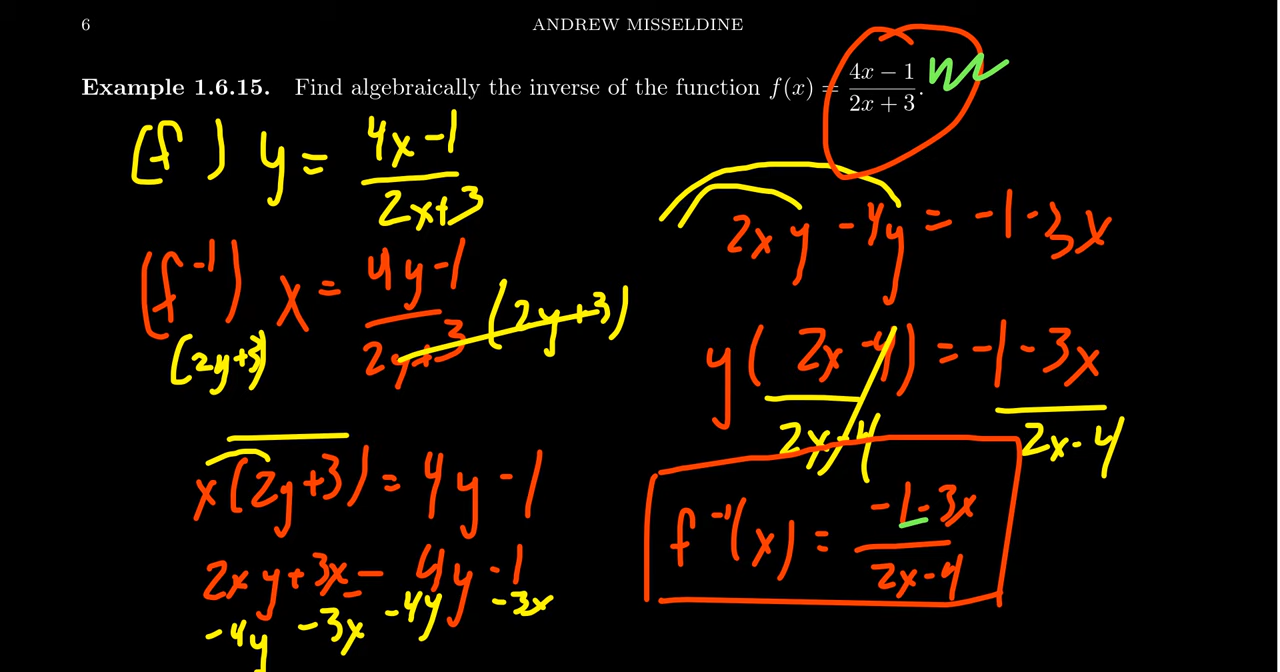 6 ANDREW MISSELDINE
Example 1.6.15. Find algebraically the inverse of the function f(x) = (4x − 1)/(2x + 3).
(f) y = (4x-1)/(2x+3)
(f⁻¹) x = (4y-1)/(2y+3) (2y+3)
(2y+3)
x(2y+3) = 4y-1
2xy+3x = 4y-1
-4y -3x -4y -3x
2xy -4y = -1-3x
y(2x-4) = -1-3x
2x-4 2x-4
f⁻¹(x) = (-1-3x)/(2x-4)